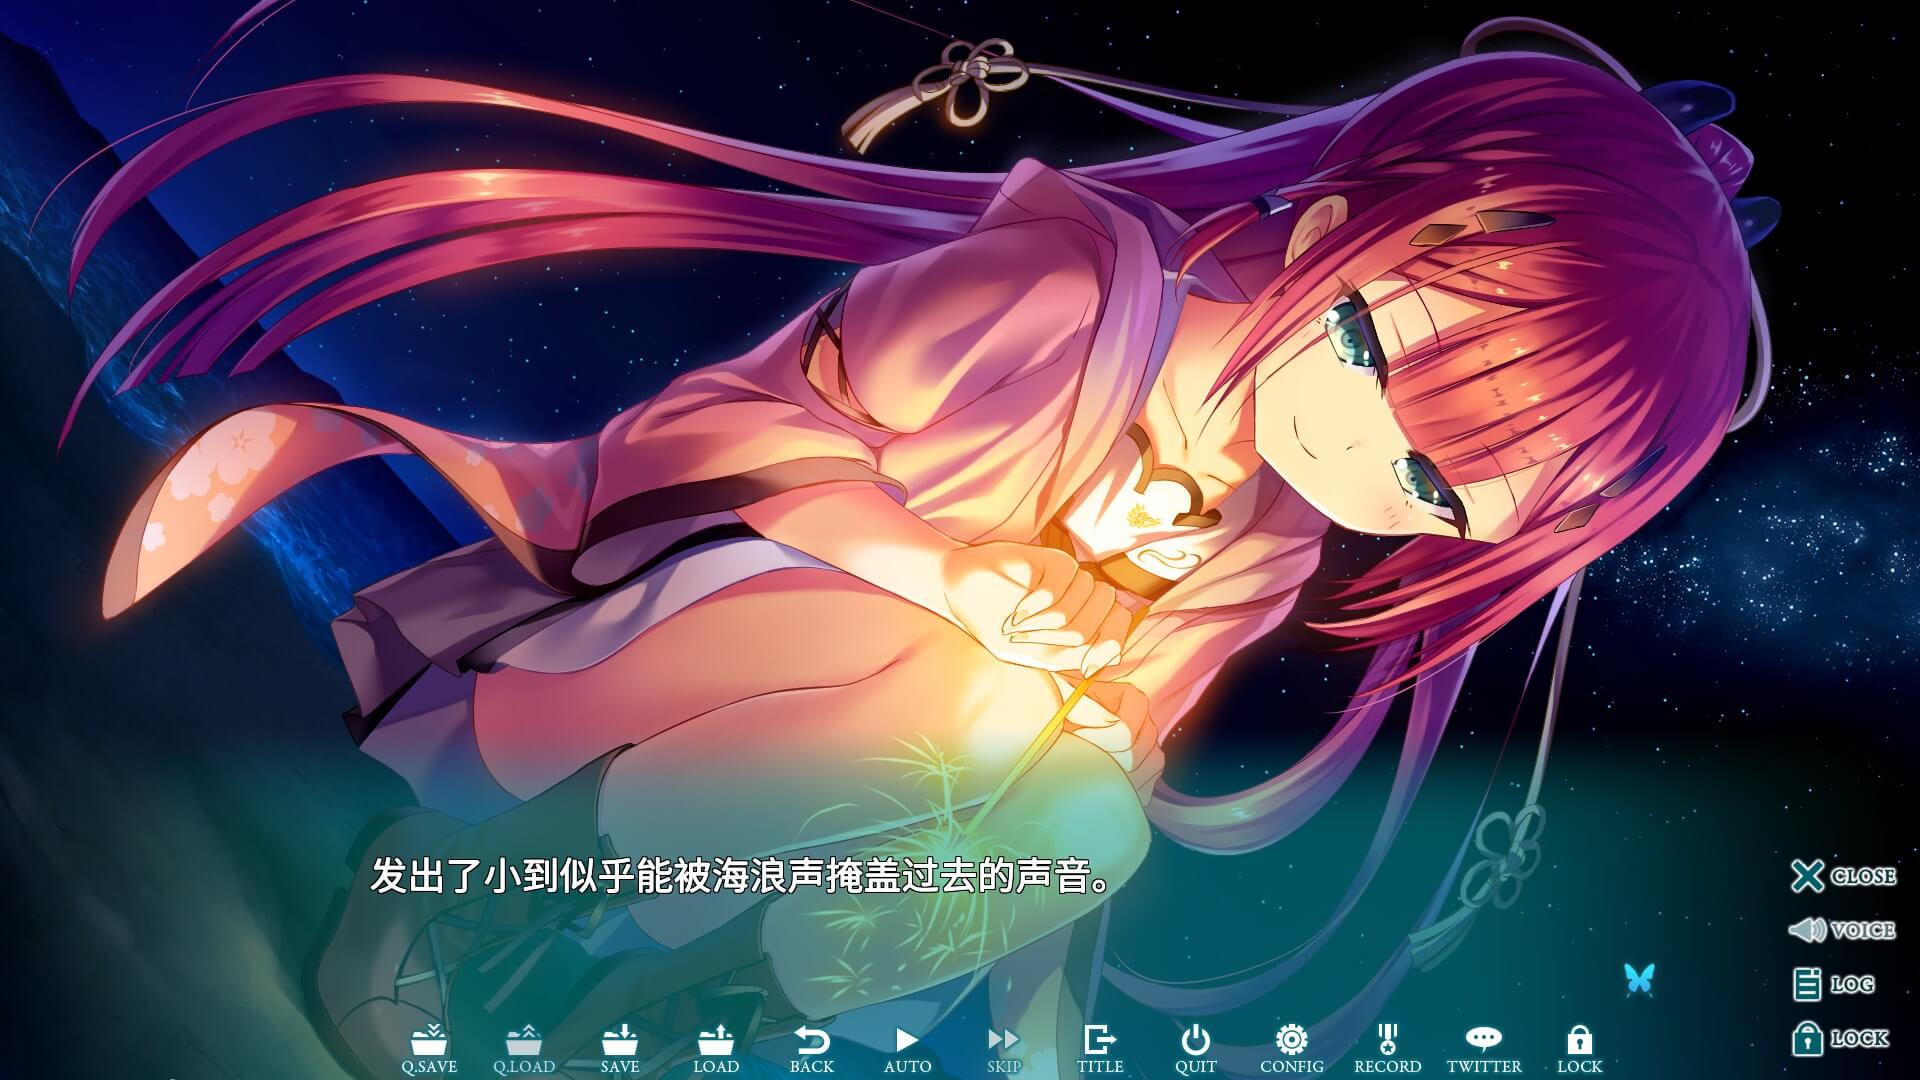 发出了小到似乎能被海浪声掩盖过去的声音。
CLOSE
VOICE
LOG
LOCK
Q.SAVE
Q.LOAD
SAVE
LOAD
BACK
AUTO
SKIP
TITLE
QUIT
CONFIG
RECORD
TWITTER
LOCK